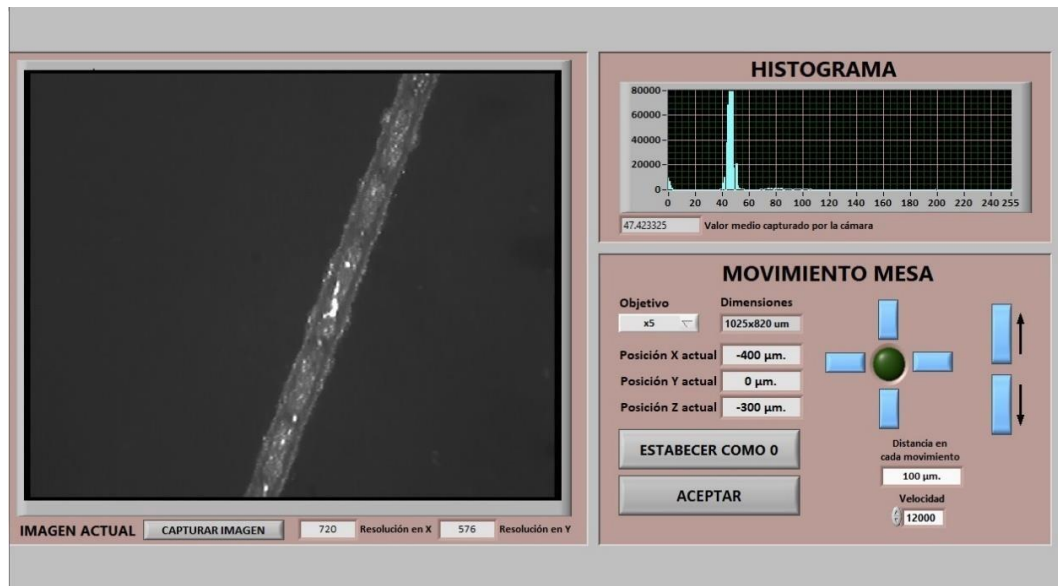 HISTOGRAMA
80000
60000
40000
20000
0
0 20 40 60 80 100 120 140 160 180 200 220 240 255
47.423325 Valor medio capturado por la cámara
MOVIMIENTO MESA
Objetivo Dimensiones
x5 1025x820 um
Posición X actual -400 µm.
Posición Y actual 0 µm.
Posición Z actual -300 µm.
ESTABECER COMO 0
ACEPTAR
Distancia en
cada movimiento
100 µm.
Velocidad
12000
IMAGEN ACTUAL CAPTURAR IMAGEN 720 Resolución en X 576 Resolución en Y